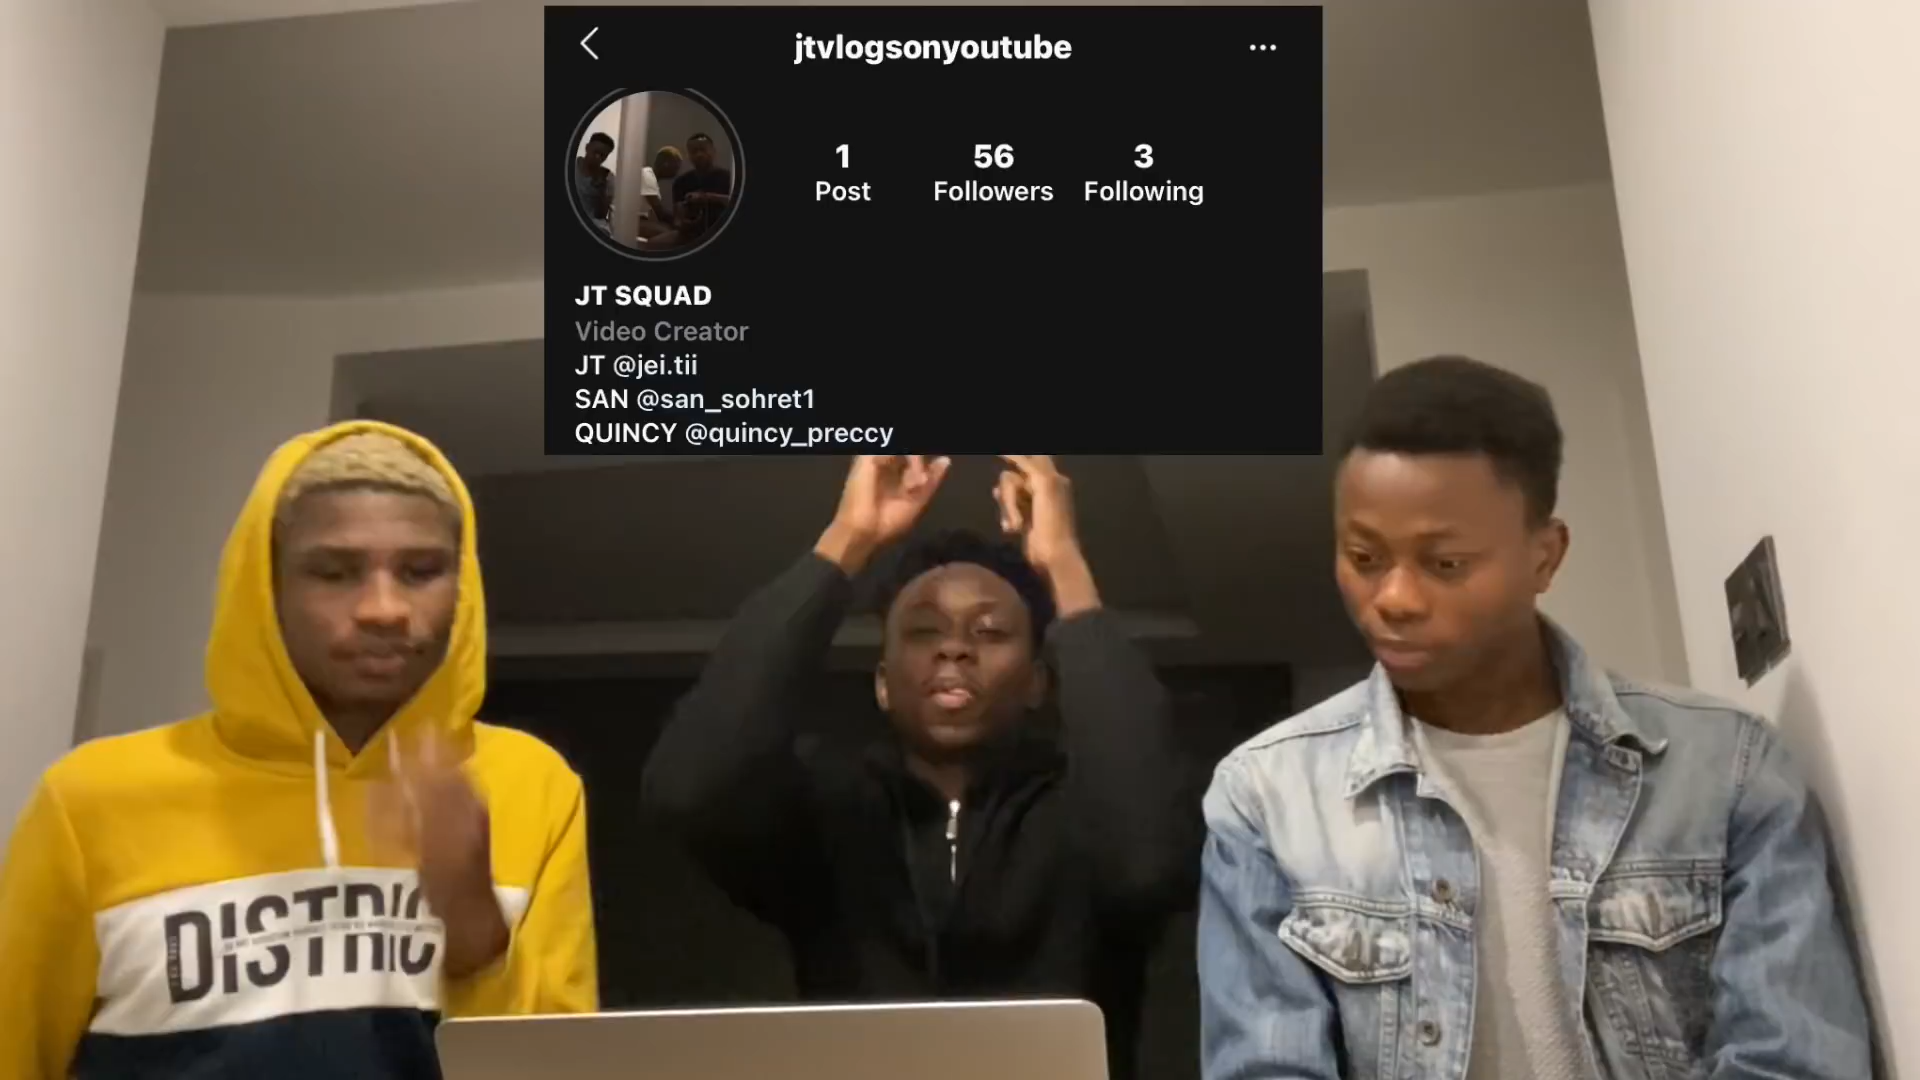 jtvlogsonyoutube
1 56 3
Post Followers Following
JT SQUAD
Video Creator
JT @jei.tii
SAN @san_sohret1
QUINCY @quincy_preccy
DISTRIC